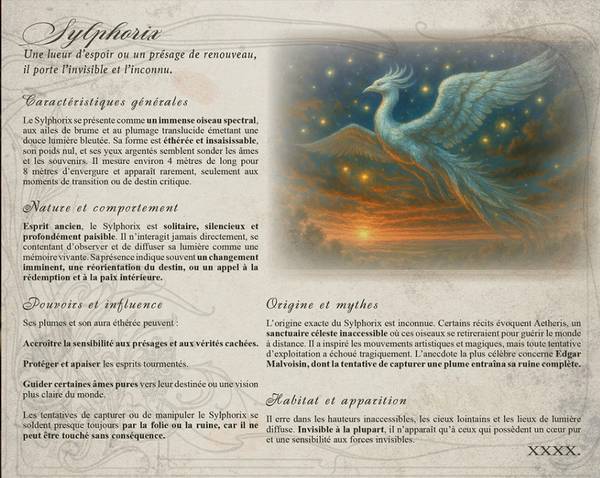 Sylphorix
Une lueur d'espoir ou un présage de renouveau,
il porte l'invisible et l'inconnu.
Caractéristiques générales
Le Sylphorix se présente comme un immense oiseau spectral,
aux ailes de brume et au plumage translucide émettant une
douce lumière bleutée. Sa forme est éthérée et insaisissable,
son poids nul, et ses yeux argentés semblent sonder les âmes
et les souvenirs. Il mesure environ 4 mètres de long pour
8 mètres d'envergure et apparaît rarement, seulement aux
moments de transition ou de destin critique.
Nature et comportement
Esprit ancien, le Sylphorix est solitaire, silencieux et
profondément paisible. Il n'interagit jamais directement, se
contentant d'observer et de diffuser sa lumière comme une
mémoire vivante. Sa présence indique souvent un changement
imminent, une réorientation du destin, ou un appel à la
rédemption et à la paix intérieure.
Pouvoirs et influence
Ses plumes et son aura éthérée peuvent :
Accroître la sensibilité aux présages et aux vérités cachées.
Protéger et apaiser les esprits tourmentés.
Guider certaines âmes pures vers leur destinée ou une vision
plus claire du monde.
Les tentatives de capturer ou de manipuler le Sylphorix se
soldent presque toujours par la folie ou la ruine, car il ne
peut être touché sans conséquence.
Origine et mythes
L'origine exacte du Sylphorix est inconnue. Certains récits évoquent Aetheris, un
sanctuaire céleste inaccessible où ces oiseaux se retireraient pour guérir le monde
à distance. Il a inspiré les mouvements artistiques et magiques, mais toute tentative
d'exploitation a échoué tragiquement. L'anecdote la plus célèbre concerne Edgar
Malvoisin, dont la tentative de capturer une plume entraîna sa ruine complète.
Habitat et apparition
Il erre dans les hauteurs inaccessibles, les cieux lointains et les lieux de lumière
diffuse. Invisible à la plupart, il n'apparaît qu'à ceux qui possèdent un cœur pur
et une sensibilité aux forces invisibles.
XXXX.